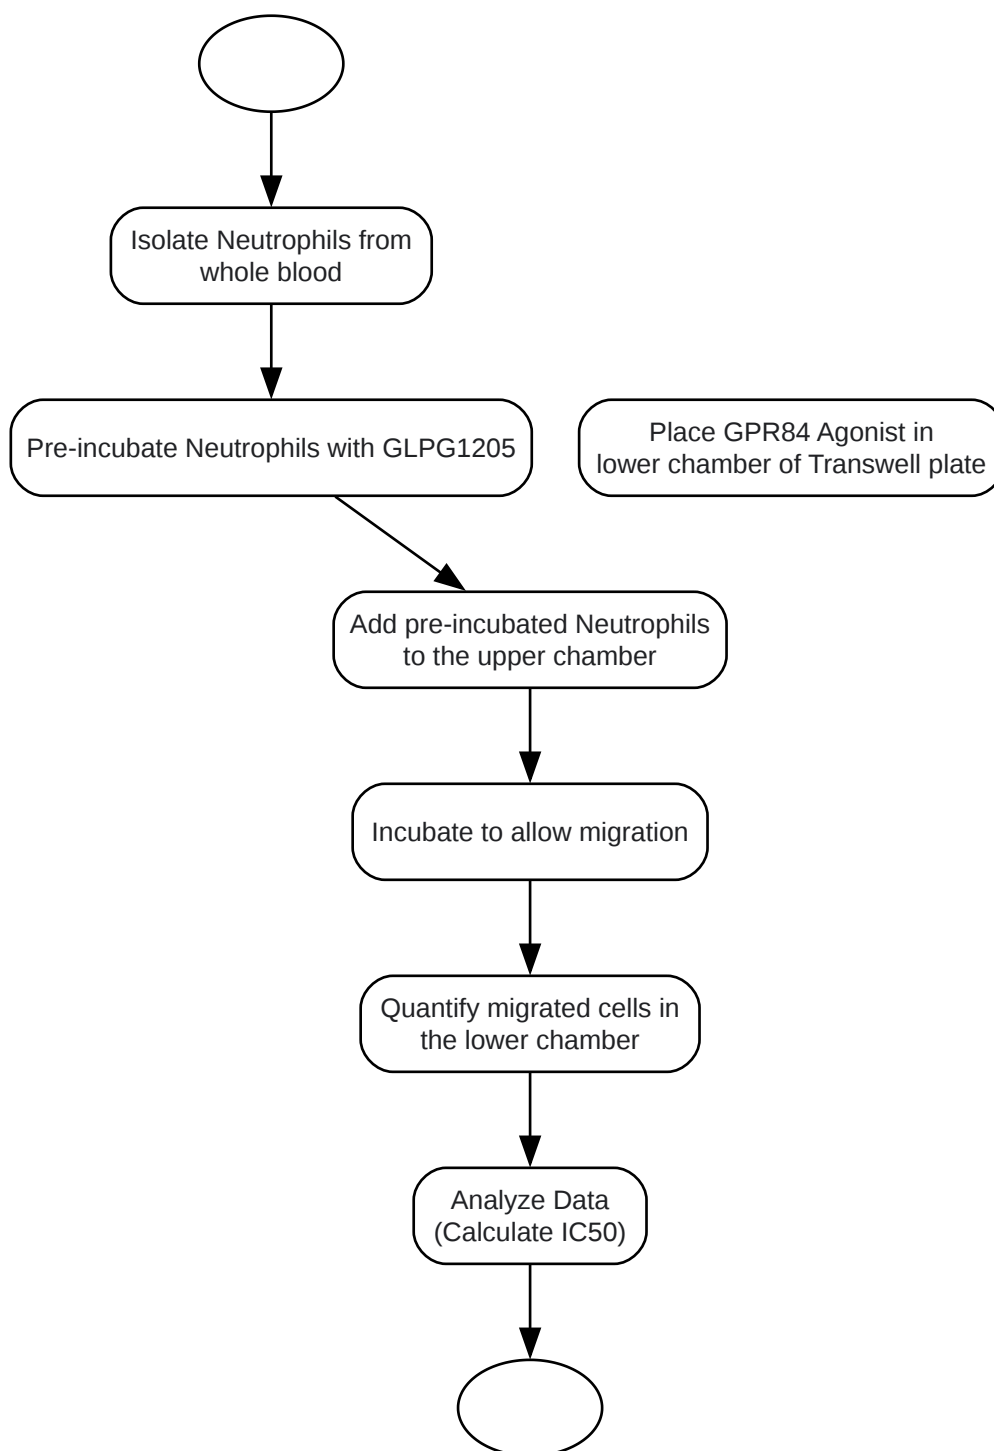 Isolate Neutrophils from
whole blood
Pre-incubate Neutrophils with GLPG1205
Place GPR84 Agonist in
lower chamber of Transwell plate
Add pre-incubated Neutrophils
to the upper chamber
Incubate to allow migration
Quantify migrated cells in
the lower chamber
Analyze Data
(Calculate IC50)